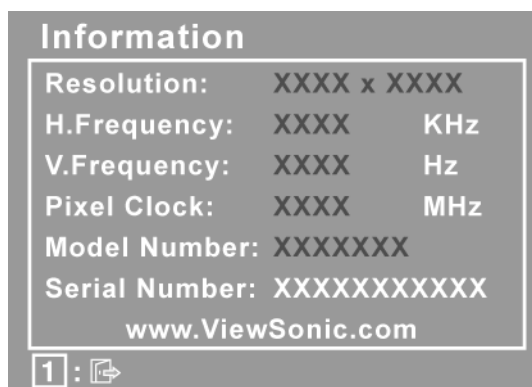 Information
Resolution: XXXX x XXXX
H.Frequency: XXXX KHz
V.Frequency: XXXX Hz
Pixel Clock: XXXX MHz
Model Number: XXXXXXX
Serial Number: XXXXXXXXXXX
www.ViewSonic.com
1 :